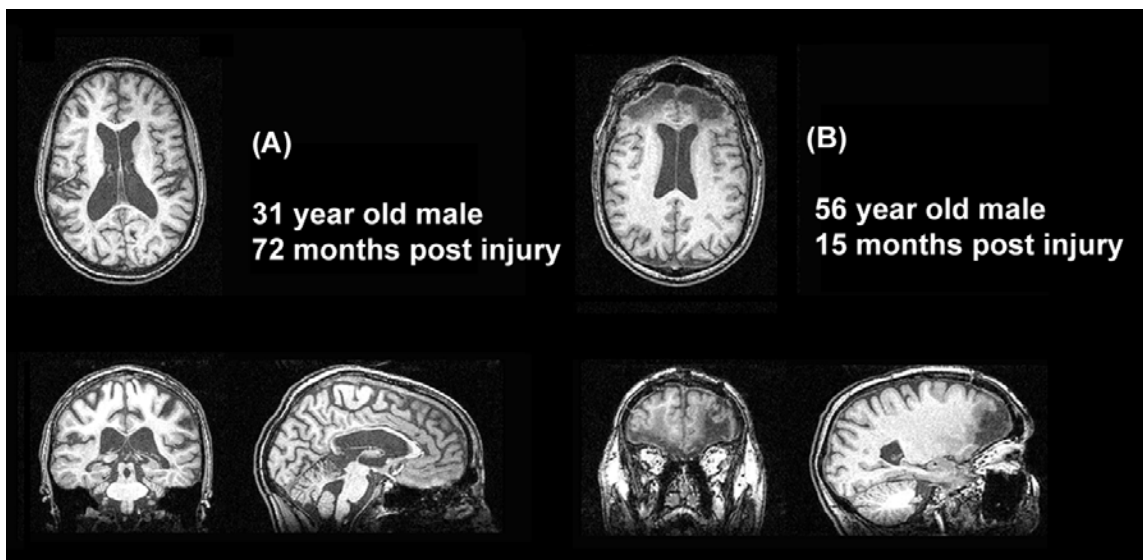 (A)
31 year old male
72 months post injury
(B)
56 year old male
15 months post injury